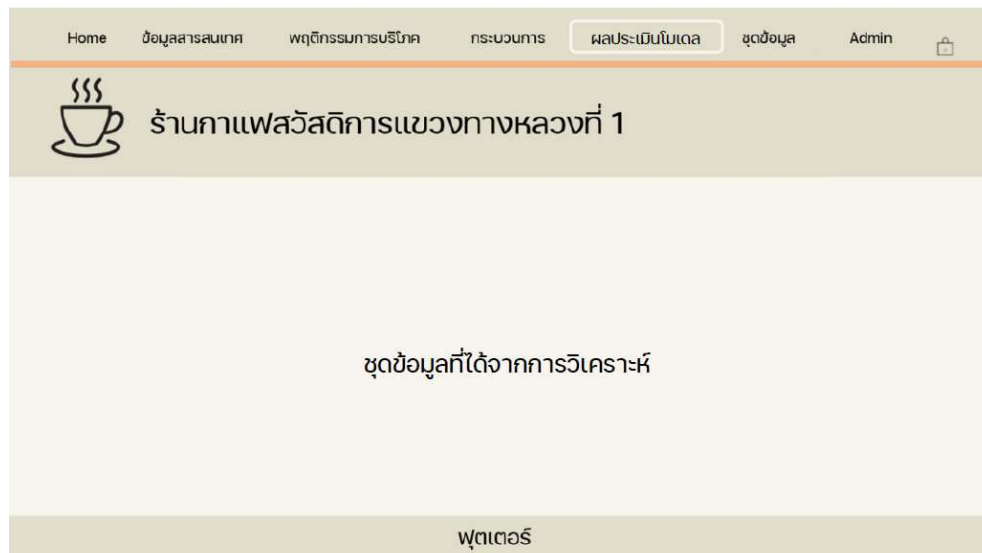 Home ข้อมูลสารสนเทศ พฤติกรรมการบริโภค กระบวนการ ผลประเมินโมเดล ชุดข้อมูล Admin
ร้านกาแฟสวัสดิการแขวงทางหลวงที่ 1
ชุดข้อมูลที่ได้จากการวิเคราะห์
ฟุตเตอร์